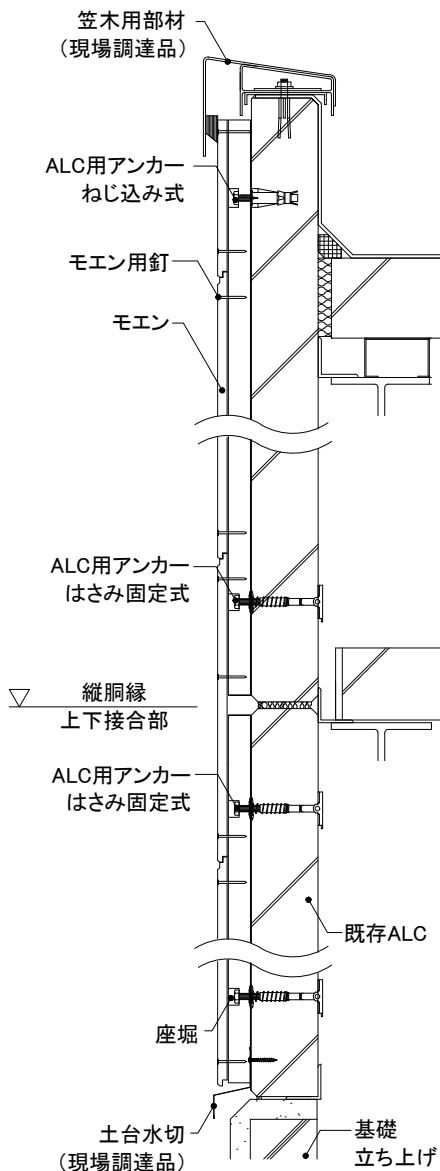 笠木用部材
（現場調達品）
ALC用アンカー
ねじ込み式
モエン用釘
モエン
ALC用アンカー
はさみ固定式
縦胴縁
上下接合部
ALC用アンカー
はさみ固定式
既存ALC
座堀
土台水切
（現場調達品）
基礎
立ち上げ